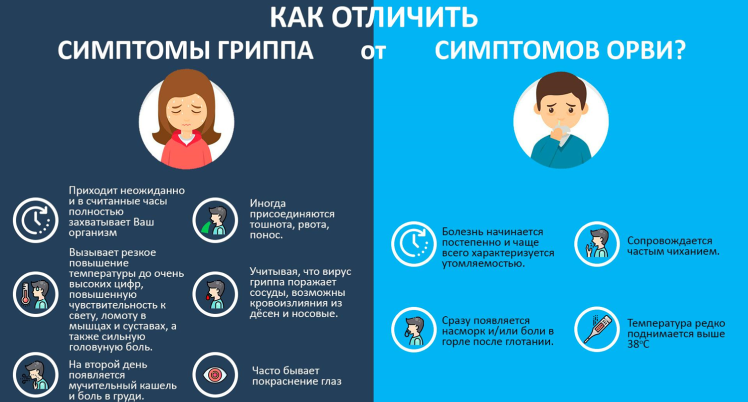 КАК ОТЛИЧИТЬ
СИМПТОМЫ ГРИППА от СИМПТОМОВ ОРВИ?
Приходит неожиданно
и в считанные часы
полностью
захватывает Ваш
организм
Вызывает резкое
повышение
температуры до очень
высоких цифр,
повышенную
чувствительность к
свету, ломоту в
мышцах и суставах, а
также сильную
головную боль.
На второй день
появляется
мучительный кашель
и боль в груди.
Иногда
присоединяются
тошнота, рвота,
понос.
Учитывая, что вирус
гриппа поражает
сосуды, возможны
кровоизлияния из
дёсен и носовые.
Часто бывает
покраснение глаз
Болезнь начинается
постепенно и чаще
всего характеризуется
утомляемостью.
Сразу появляется
насморк и/или боли в
горле после глотании.
Сопровождается
частым чиханием.
Температура редко
поднимается выше
38°С